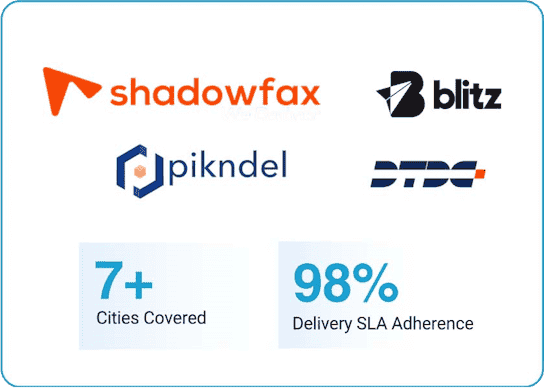 shadowfax
blitz
pikndel
DTDC
7+
Cities Covered
98%
Delivery SLA Adherence